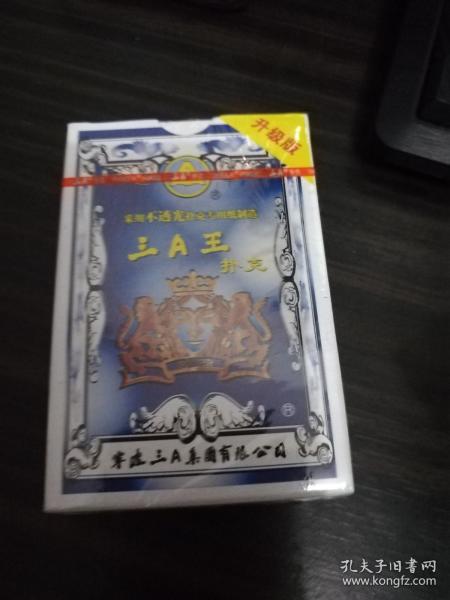 升级版
采用不透光扑克专用纸制造
三A王
扑克
R
宁波三A集团有限公司
孔夫子旧书网
www.kongfz.com